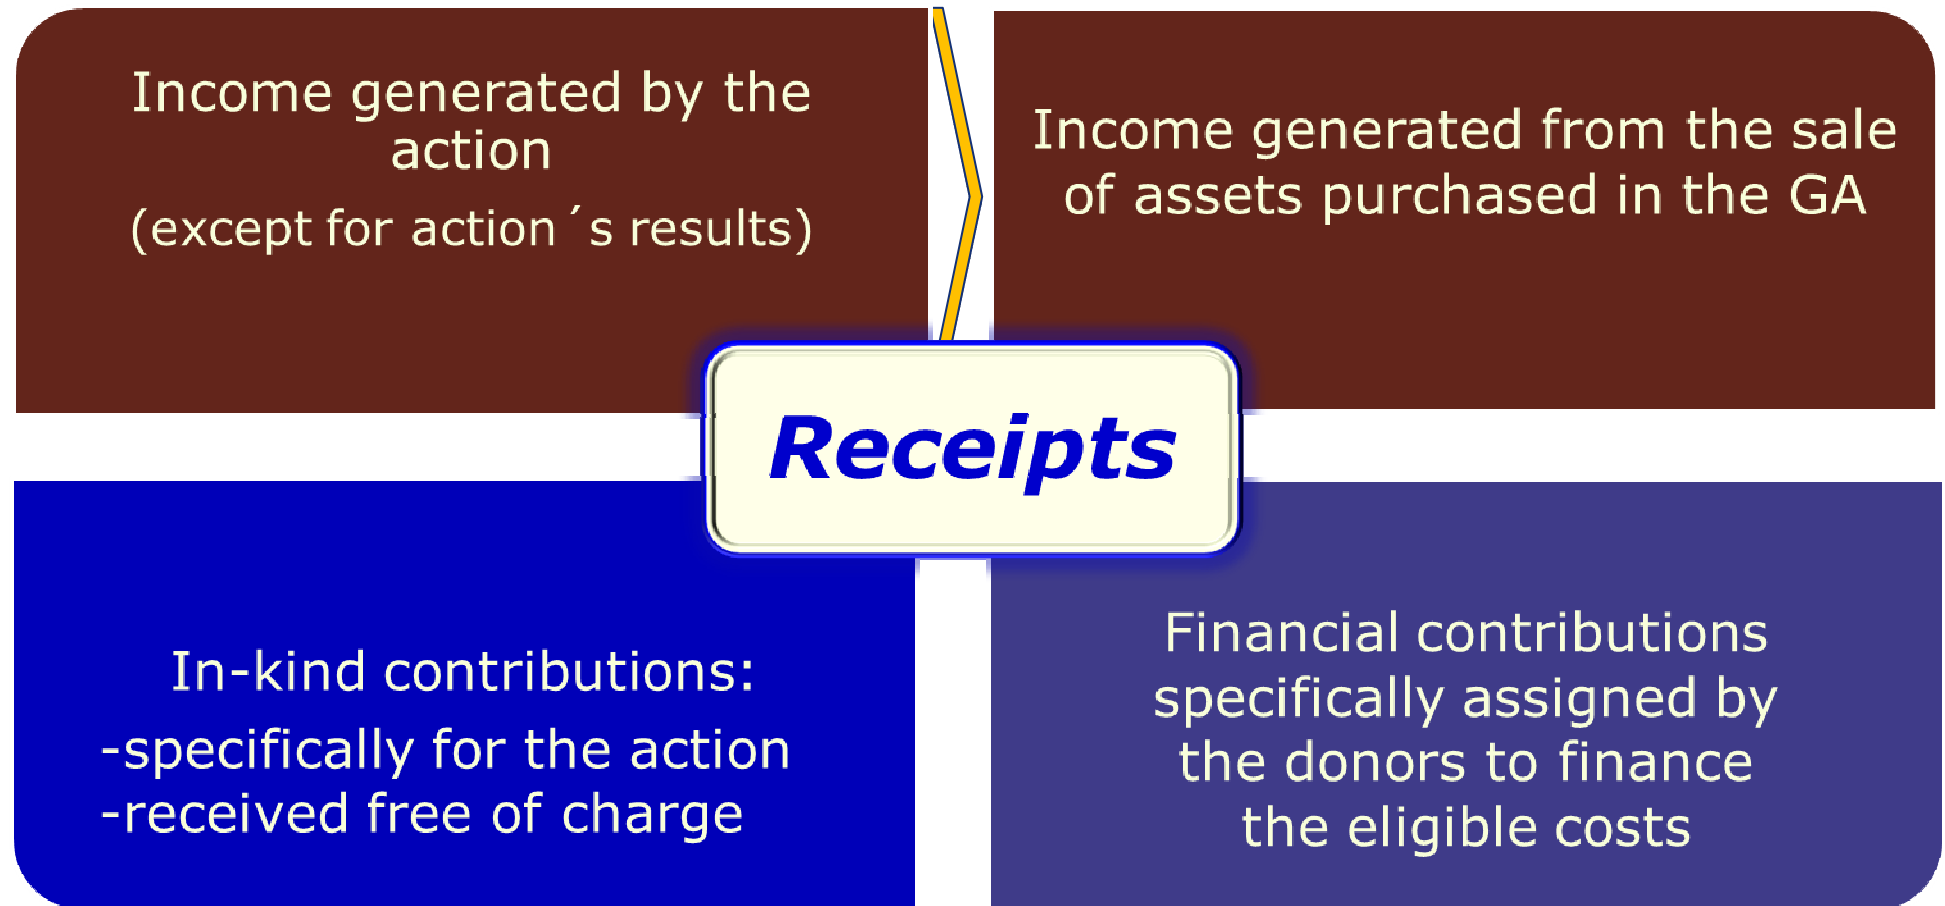 Income generated by the
action
(except for action´s results)
Income generated from the sale
of assets purchased in the GA
Receipts
In-kind contributions:
-specifically for the action
-received free of charge
Financial contributions
specifically assigned by
the donors to finance
the eligible costs